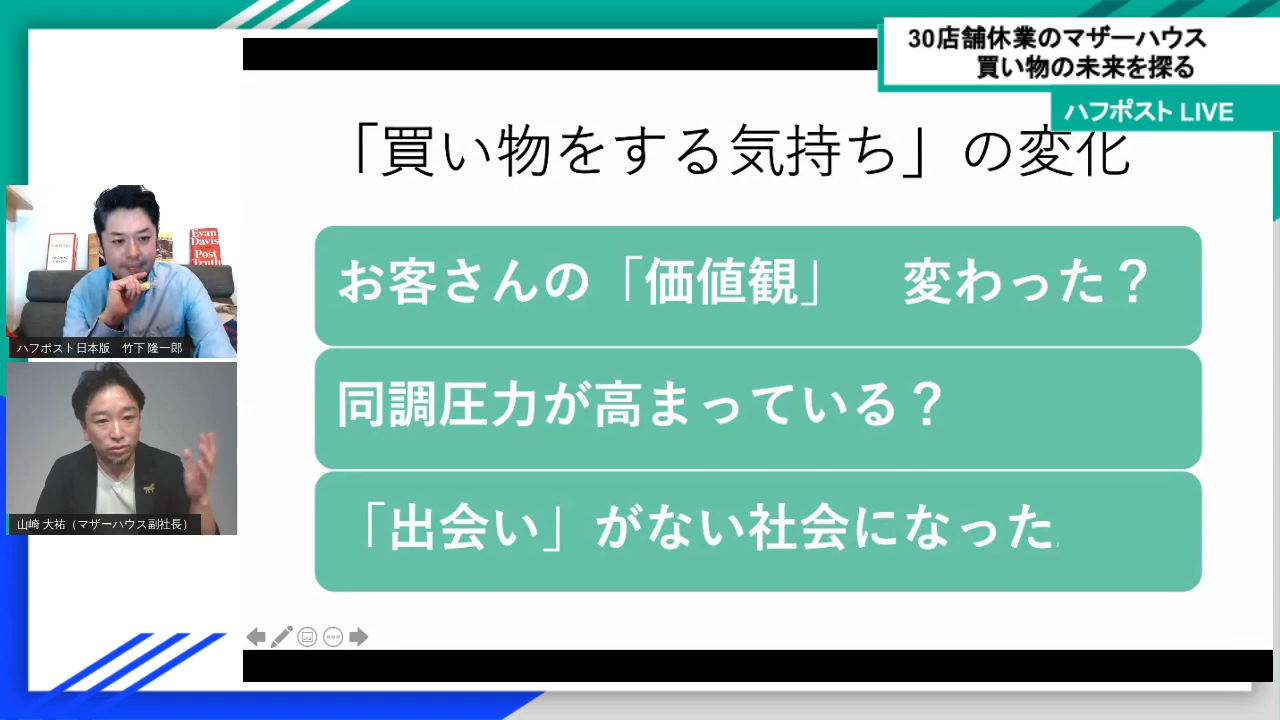 30店舗休業のマザーハウス
買い物の未来を探る
ハフポスト LIVE
「買い物をする気持ち」の変化
お客さんの「価値観」　変わった？
同調圧力が高まっている？
「出会い」がない社会になった
Evan
Davis
Post
Truth
CAPITAL
ハフポスト日本版　竹下 隆一郎
山崎 大祐（マザーハウス副社長）